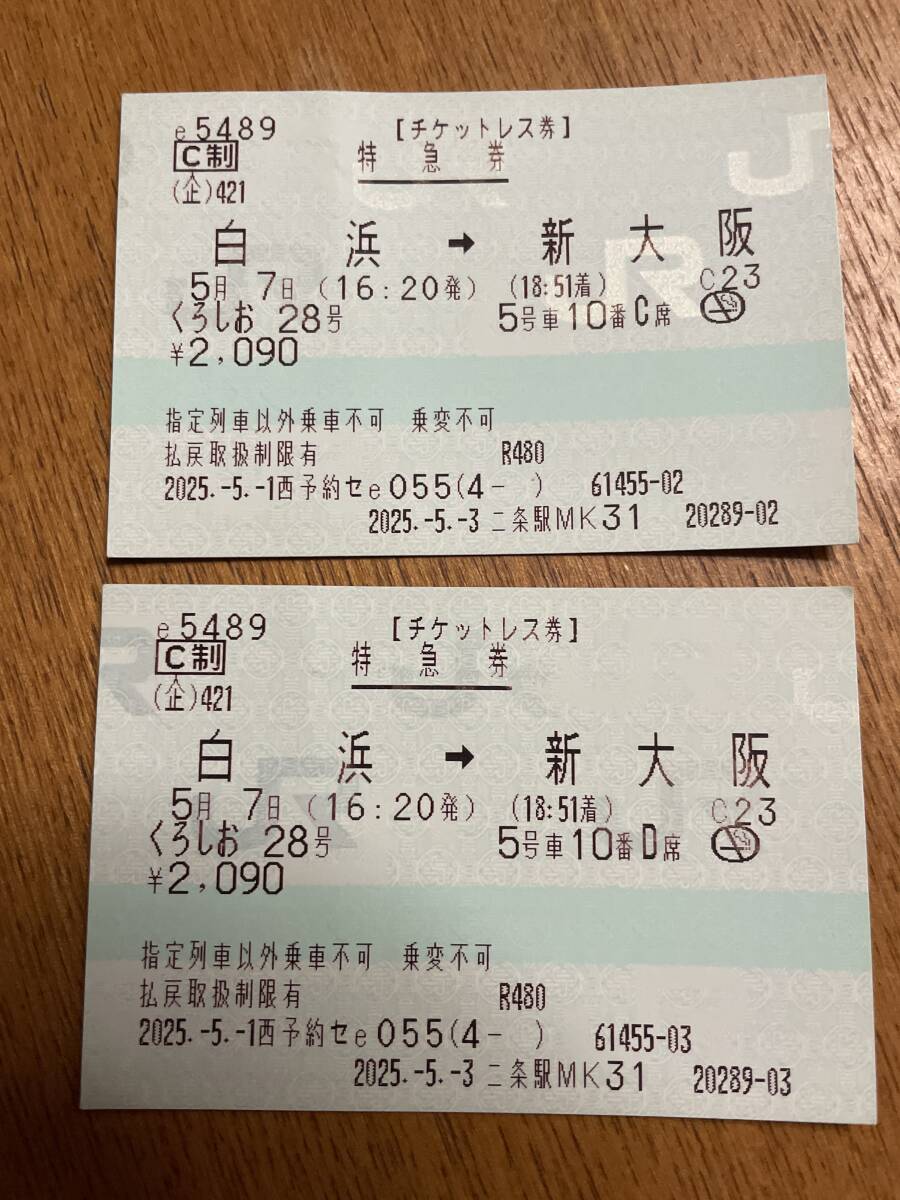 e5489 【チケットレス券】
C制 特急券
(企)421
白浜 → 新大阪
5月 7日 (16:20発) (18:51着) C23
くろしお 28号 5号車10番C席
¥2,090
指定列車以外乗車不可 乗変不可
払戻取扱制限有 R480
2025.-5.-1西予約セe055(4- ) 61455-02
2025.-5.-3 二条駅MK31 20289-02
e5489 【チケットレス券】
C制 特急券
(企)421
白浜 → 新大阪
5月 7日 (16:20発) (18:51着) C23
くろしお 28号 5号車10番D席
¥2,090
指定列車以外乗車不可 乗変不可
払戻取扱制限有 R480
2025.-5.-1西予約セe055(4- ) 61455-03
2025.-5.-3 二条駅MK31 20289-03